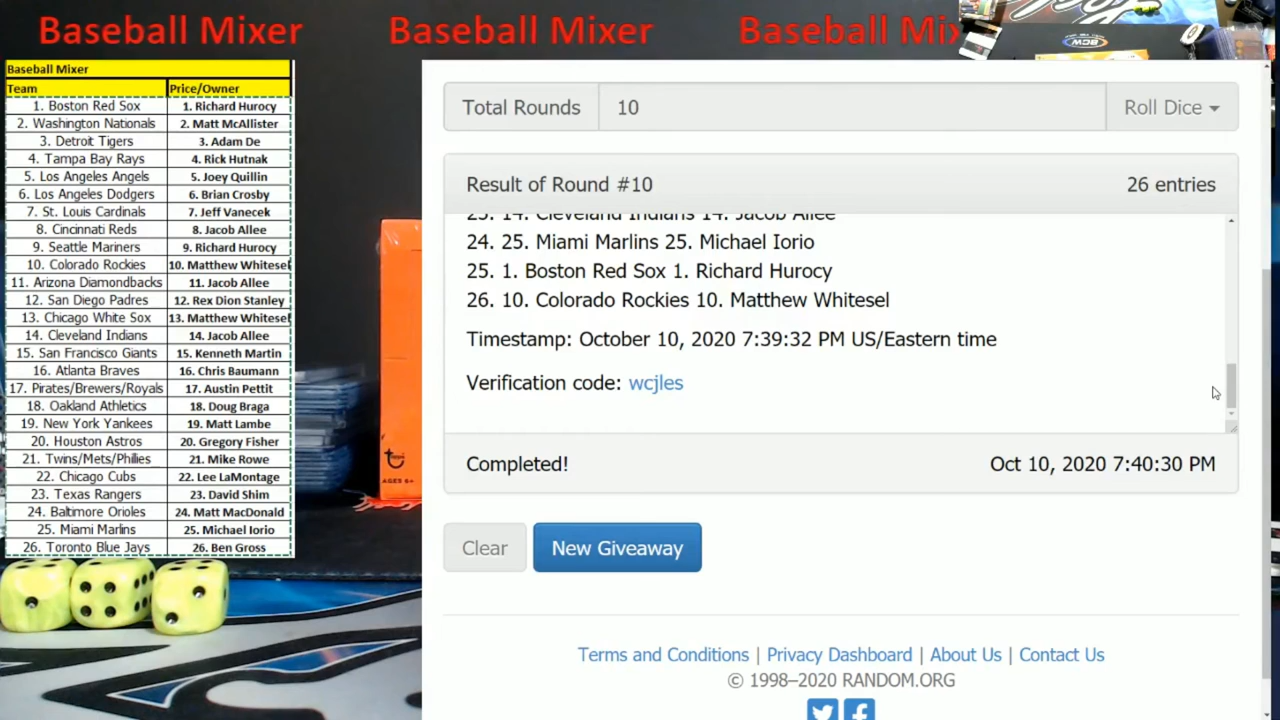 Baseball Mixer Baseball Mixer Baseball Mix
BCW
Baseball Mixer
Team Price/Owner
1. Boston Red Sox 1. Richard Hurocy
2. Washington Nationals 2. Matt McAllister
3. Detroit Tigers 3. Adam De
4. Tampa Bay Rays 4. Rick Hutnak
5. Los Angeles Angels 5. Joey Quillin
6. Los Angeles Dodgers 6. Brian Crosby
7. St. Louis Cardinals 7. Jeff Vanecek
8. Cincinnati Reds 8. Jacob Allee
9. Seattle Mariners 9. Richard Hurocy
10. Colorado Rockies 10. Matthew Whitesel
11. Arizona Diamondbacks 11. Jacob Allee
12. San Diego Padres 12. Rex Dion Stanley
13. Chicago White Sox 13. Matthew Whitesel
14. Cleveland Indians 14. Jacob Allee
15. San Francisco Giants 15. Kenneth Martin
16. Atlanta Braves 16. Chris Baumann
17. Pirates/Brewers/Royals 17. Austin Pettit
18. Oakland Athletics 18. Doug Braga
19. New York Yankees 19. Matt Lambe
20. Houston Astros 20. Gregory Fisher
21. Twins/Mets/Phillies 21. Mike Rowe
22. Chicago Cubs 22. Lee LaMontage
23. Texas Rangers 23. David Shim
24. Baltimore Orioles 24. Matt MacDonald
25. Miami Marlins 25. Michael Iorio
26. Toronto Blue Jays 26. Ben Gross
topps
AGES 6+
Total Rounds 10 Roll Dice
Result of Round #10 26 entries
23. 14. Cleveland Indians 14. Jacob Allee
24. 25. Miami Marlins 25. Michael Iorio
25. 1. Boston Red Sox 1. Richard Hurocy
26. 10. Colorado Rockies 10. Matthew Whitesel
Timestamp: October 10, 2020 7:39:32 PM US/Eastern time
Verification code: wcjles
Completed! Oct 10, 2020 7:40:30 PM
Clear New Giveaway
Terms and Conditions | Privacy Dashboard | About Us | Contact Us
© 1998–2020 RANDOM.ORG